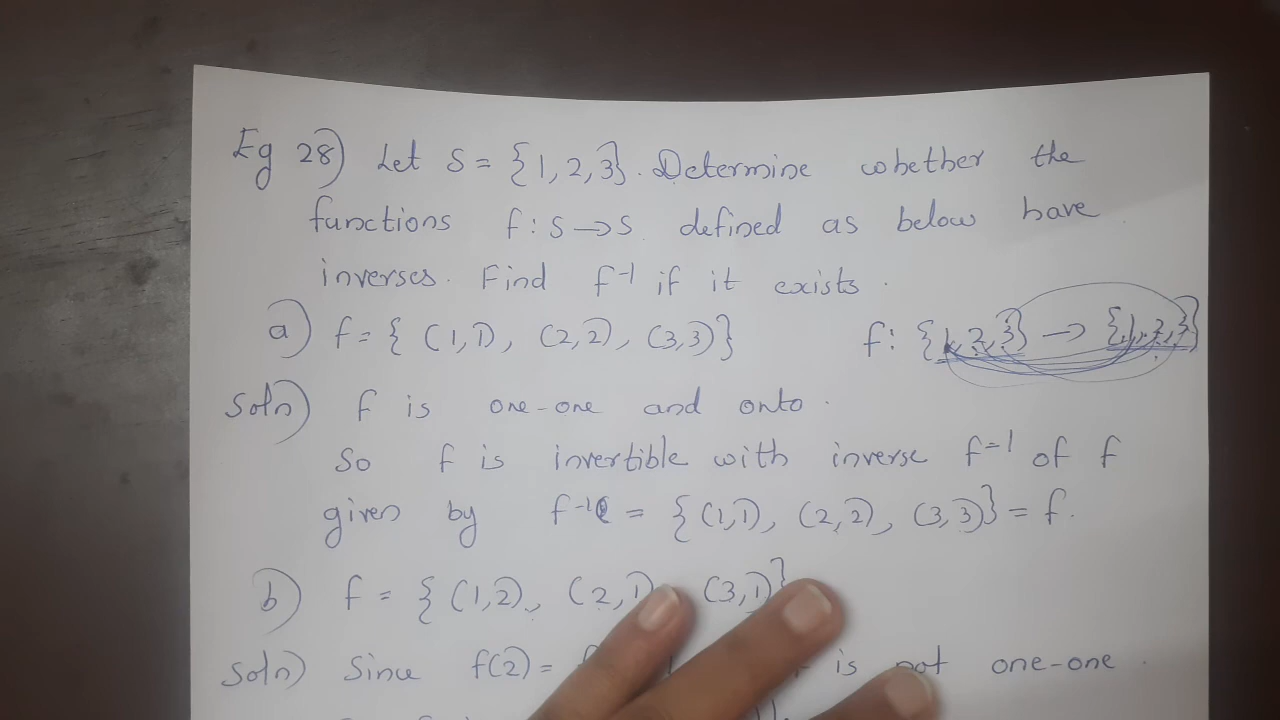 Eg 28) Let S = {1, 2, 3}. Determine whether the
functions f : S → S defined as below have
inverses. Find f⁻¹ if it exists.
a) f = { (1,1), (2,2), (3,3)} f: {1, 2, 3} → {1, 2, 3}
Soln) f is one-one and onto.
So f is invertible with inverse f⁻¹ of f
given by f⁻¹ = {(1,1), (2,2), (3,3)} = f.
b) f = {(1,2), (2,1), (3,1)}
Soln) Since f(2) = is not one-one.